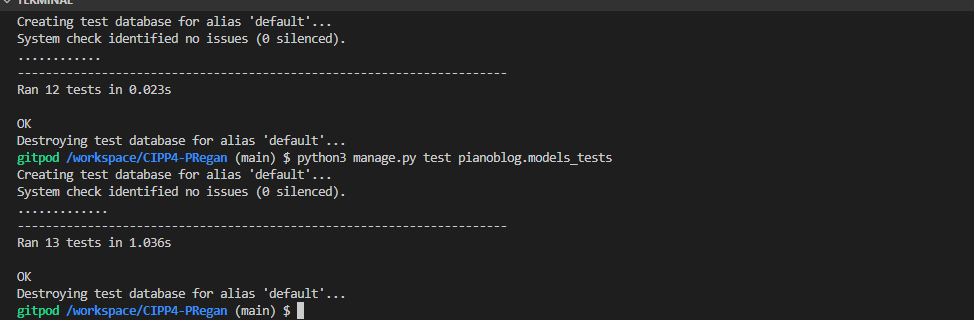 TERMINAL
Creating test database for alias 'default'...
System check identified no issues (0 silenced).
............
----------------------------------------------------------------------
Ran 12 tests in 0.023s
OK
Destroying test database for alias 'default'...
gitpod /workspace/CIPP4-PRegan (main) $ python3 manage.py test pianoblog.models_tests
Creating test database for alias 'default'...
System check identified no issues (0 silenced).
.............
----------------------------------------------------------------------
Ran 13 tests in 1.036s
OK
Destroying test database for alias 'default'...
gitpod /workspace/CIPP4-PRegan (main) $